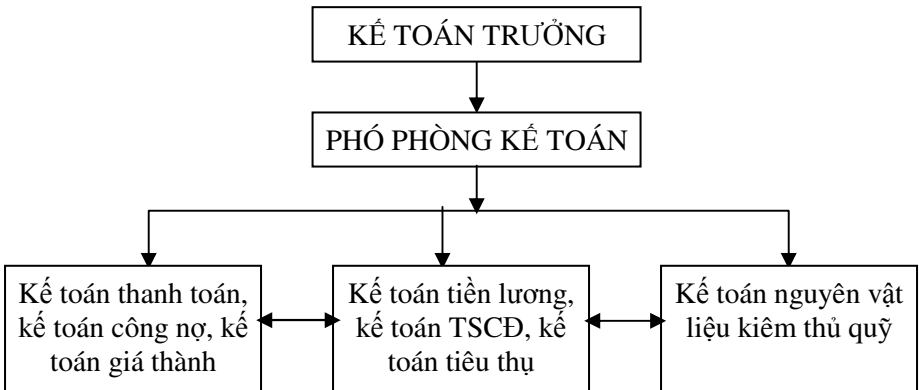 KẾ TOÁN TRƯỞNG
PHÓ PHÒNG KẾ TOÁN
Kế toán thanh toán,
kế toán công nợ, kế
toán giá thành
Kế toán tiền lương,
kế toán TSCĐ, kế
toán tiêu thụ
Kế toán nguyên vật
liệu kiêm thủ quỹ